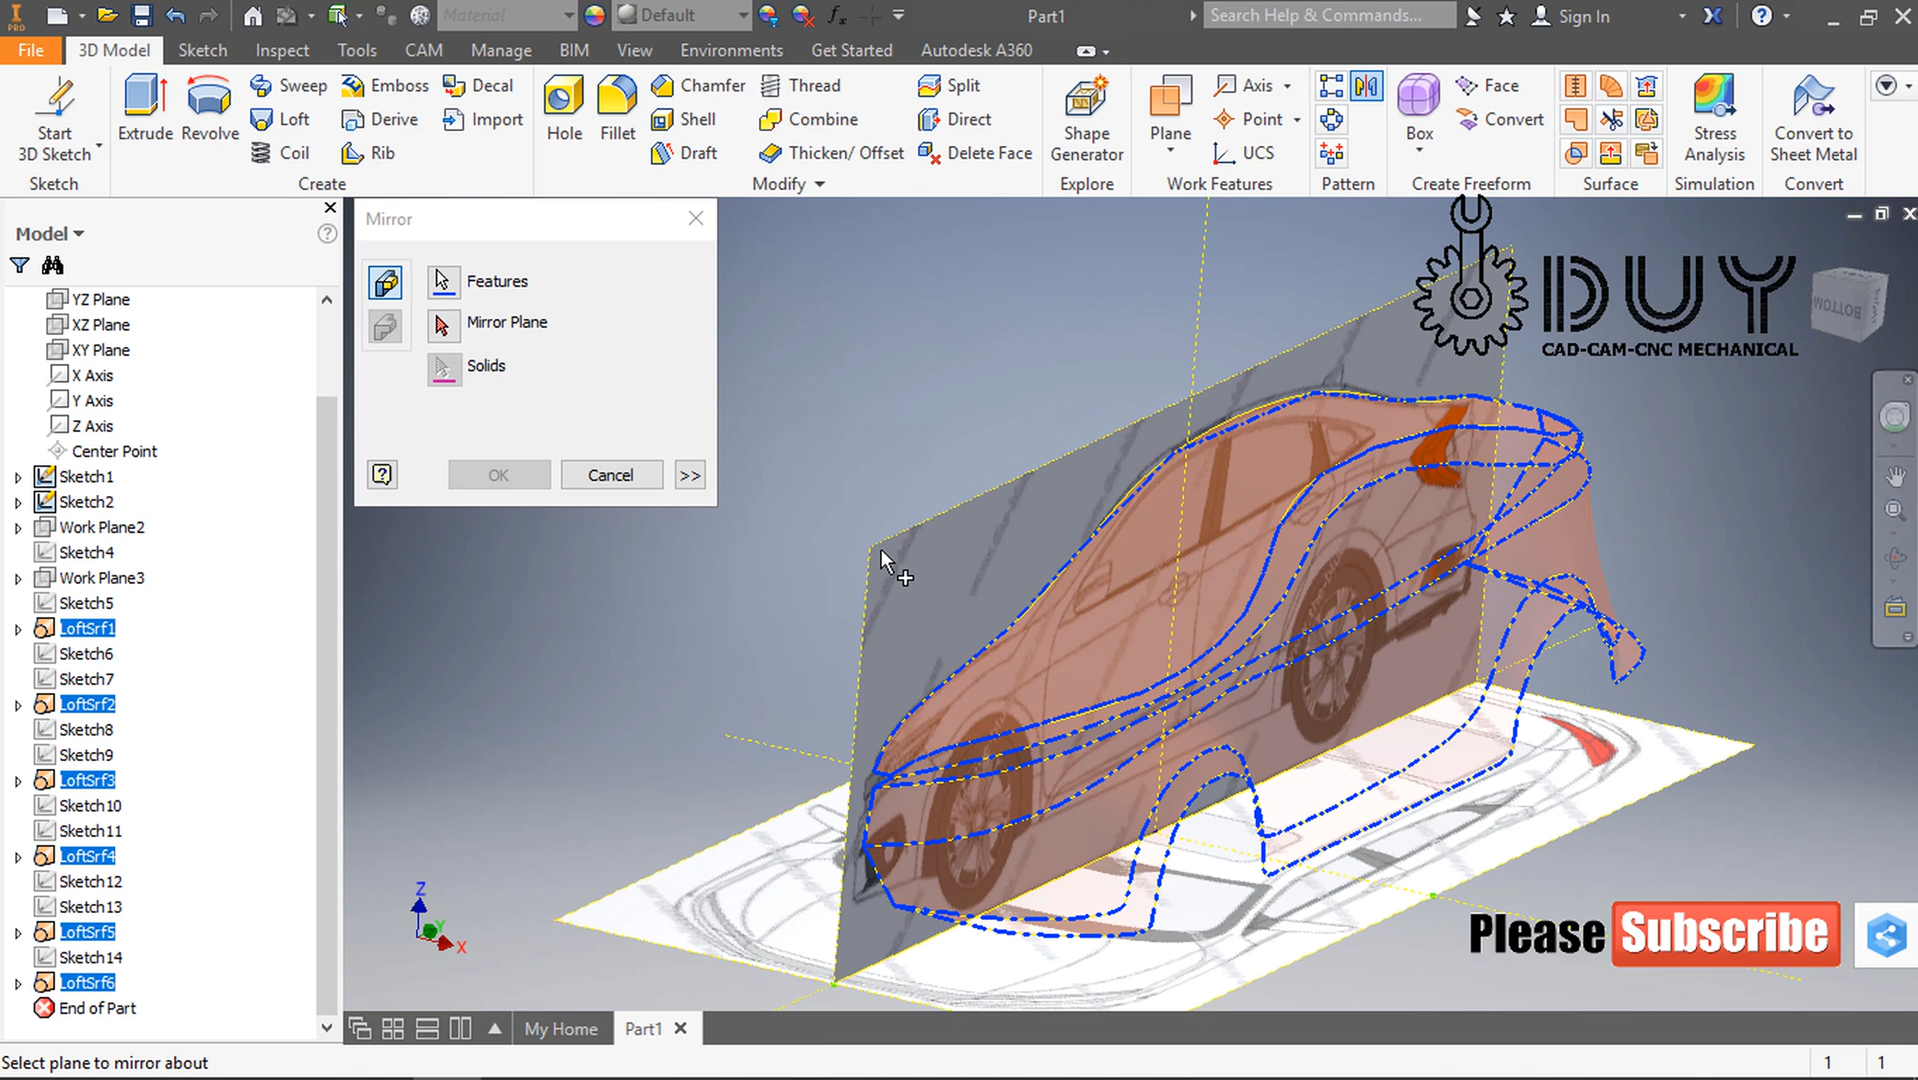 I
PRO
Material
Default
fx
Part1
Search Help & Commands...
Sign In
File
3D Model
Sketch
Inspect
Tools
CAM
Manage
BIM
View
Environments
Get Started
Autodesk A360
Start
3D Sketch
Extrude
Revolve
Sweep
Loft
Coil
Emboss
Derive
Rib
Decal
Import
Hole
Fillet
Chamfer
Shell
Draft
Thread
Combine
Thicken/ Offset
Split
Direct
Delete Face
Shape
Generator
Plane
Axis
Point
UCS
Box
Face
Convert
Stress
Analysis
Convert to
Sheet Metal
Sketch
Create
Modify
Explore
Work Features
Pattern
Create Freeform
Surface
Simulation
Convert
Model
YZ Plane
XZ Plane
XY Plane
X Axis
Y Axis
Z Axis
Center Point
Sketch1
Sketch2
Work Plane2
Sketch4
Work Plane3
Sketch5
LoftSrf1
Sketch6
Sketch7
LoftSrf2
Sketch8
Sketch9
LoftSrf3
Sketch10
Sketch11
LoftSrf4
Sketch12
Sketch13
LoftSrf5
Sketch14
LoftSrf6
End of Part
Mirror
Features
Mirror Plane
Solids
OK
Cancel
>>
DUY
CAD-CAM-CNC MECHANICAL
BOTTOM
Z
Y
X
Please Subscribe
My Home
Part1
Select plane to mirror about
1
1